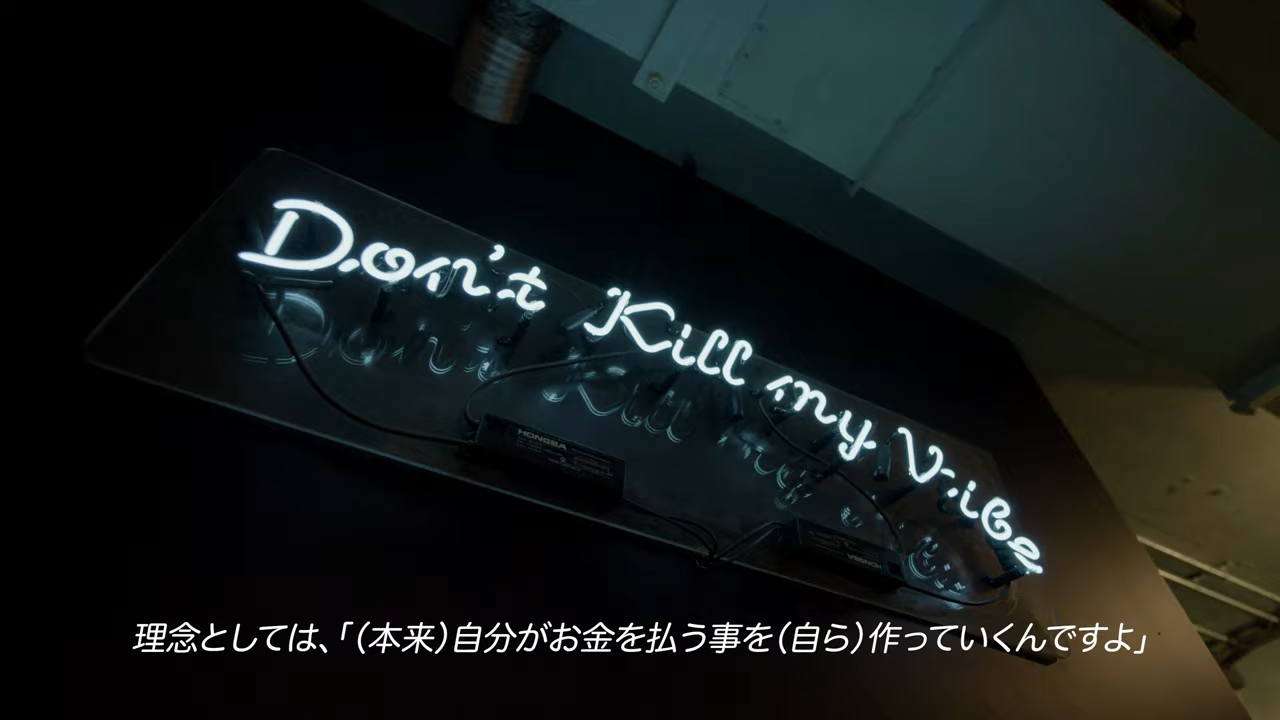 Don't Kill my Vibe
HONGBA
HONGBA
理念としては、「(本来)自分がお金を払う事を(自ら)作っていくんですよ」